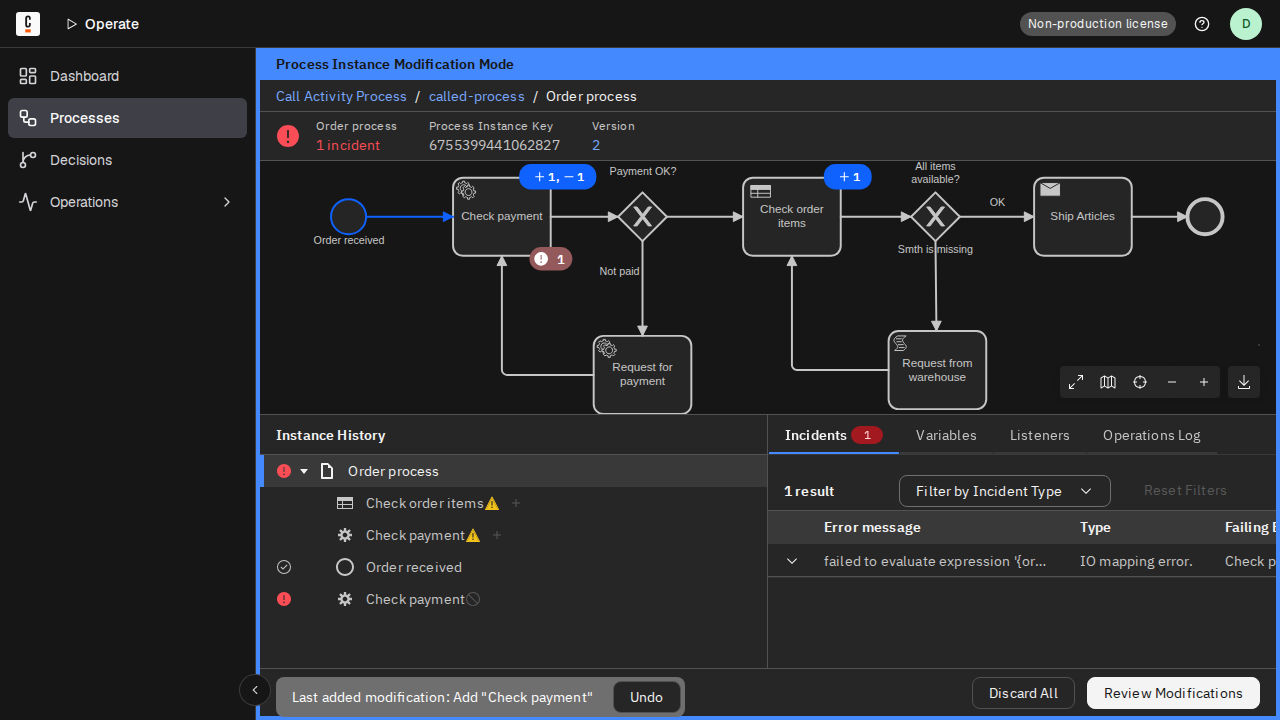 Operate
Non-production license
D
Dashboard
Processes
Decisions
Operations
Process Instance Modification Mode
Call Activity Process / called-process / Order process
Order process
1 incident
Process Instance Key
6755399441062827
Version
2
+ 1, − 1
Payment OK?
+ 1
All items
available?
Check payment
Check order
items
OK
Ship Articles
Order received
Smth is missing
1
Not paid
Request for
payment
Request from
warehouse
Instance History
Order process
Check order items
Check payment
Order received
Check payment
Incidents 1
Variables
Listeners
Operations Log
1 result
Filter by Incident Type
Reset Filters
Error message
Type
Failing E
failed to evaluate expression '{or...
IO mapping error.
Check p
Last added modification: Add "Check payment"
Undo
Discard All
Review Modifications